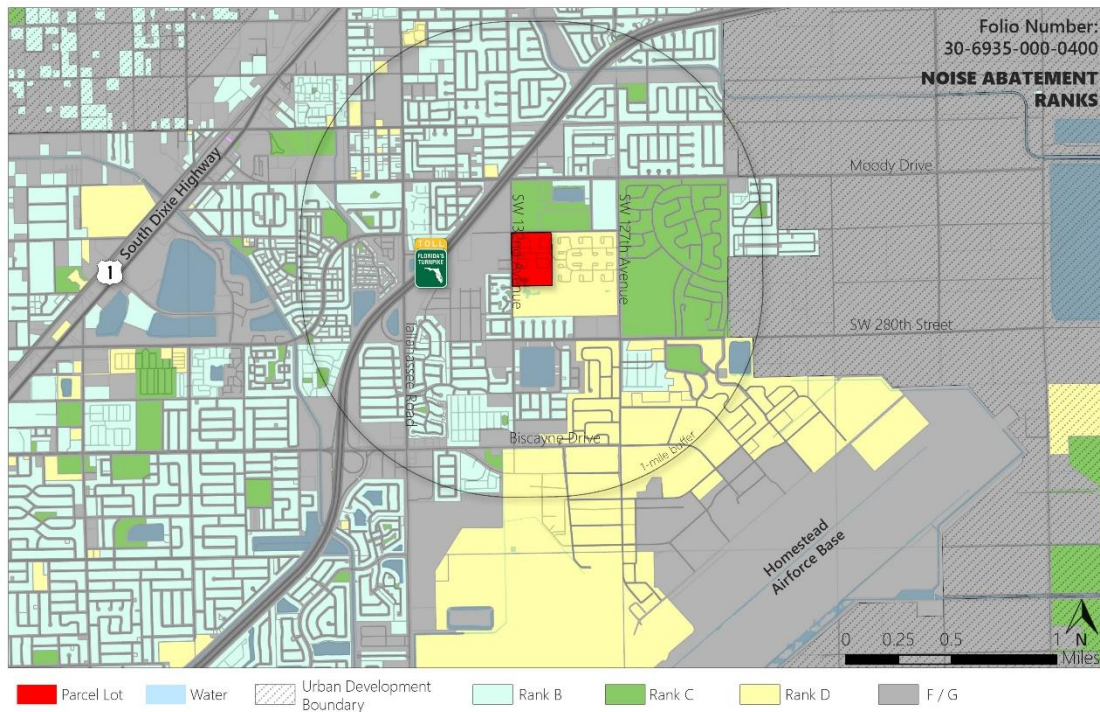 Folio Number:
30-6935-000-0400
NOISE ABATEMENT
RANKS
Moody Drive
South Dixie Highway
1
SW 127th Avenue
TOLL
FLORIDA'S
TURNPIKE
SW 280th Street
Tallahassee Road
Biscayne Drive
1-mile buffer
Homestead
Airforce Base
0 0.25 0.5 1
Miles
N
Parcel Lot
Water
Urban Development
Boundary
Rank B
Rank C
Rank D
F / G